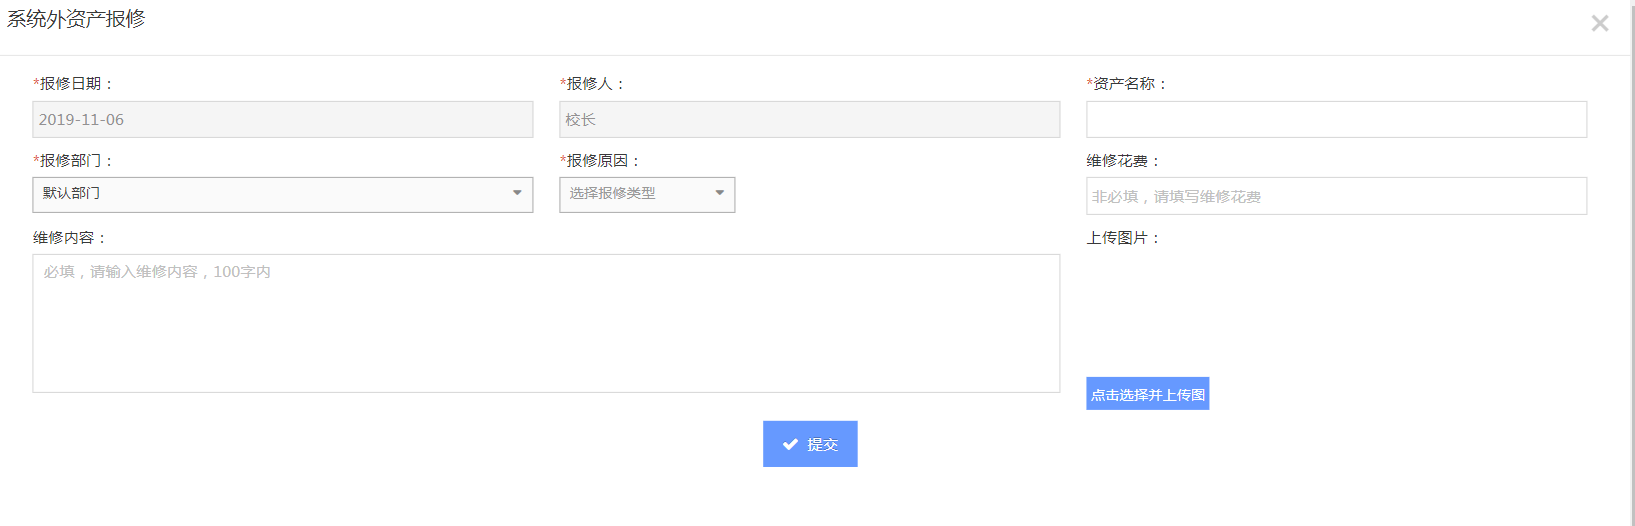 系统外资产报修
*报修日期：
*报修人：
*资产名称：
2019-11-06
校长
*报修部门：
*报修原因：
维修花费：
默认部门
选择报修类型
非必填，请填写维修花费
维修内容：
上传图片：
必填，请输入维修内容，100字内
点击选择并上传图
提交